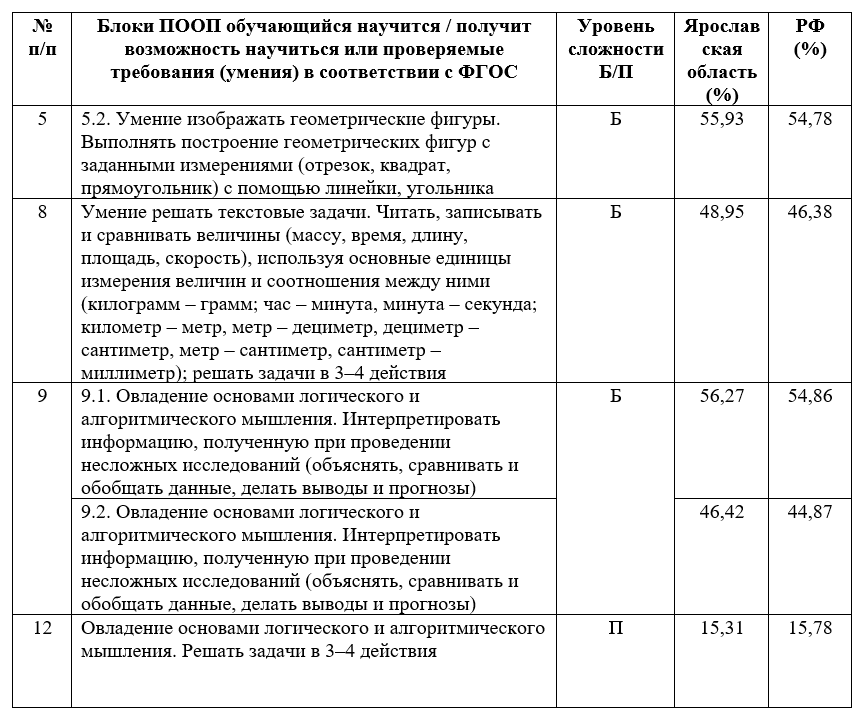 №
п/п
Блоки ПООП обучающийся научится / получит
возможность научиться или проверяемые
требования (умения) в соответствии с ФГОС
Уровень
сложности
Б/П
Ярослав
ская
область
(%)
РФ
(%)
5
5.2. Умение изображать геометрические фигуры.
Выполнять построение геометрических фигур с
заданными измерениями (отрезок, квадрат,
прямоугольник) с помощью линейки, угольника
Б
55,93
54,78
8
Умение решать текстовые задачи. Читать, записывать
и сравнивать величины (массу, время, длину,
площадь, скорость), используя основные единицы
измерения величин и соотношения между ними
(килограмм – грамм; час – минута, минута – секунда;
километр – метр, метр – дециметр, дециметр –
сантиметр, метр – сантиметр, сантиметр –
миллиметр); решать задачи в 3–4 действия
Б
48,95
46,38
9
9.1. Овладение основами логического и
алгоритмического мышления. Интерпретировать
информацию, полученную при проведении
несложных исследований (объяснять, сравнивать и
обобщать данные, делать выводы и прогнозы)
Б
56,27
54,86
9.2. Овладение основами логического и
алгоритмического мышления. Интерпретировать
информацию, полученную при проведении
несложных исследований (объяснять, сравнивать и
обобщать данные, делать выводы и прогнозы)
46,42
44,87
12
Овладение основами логического и алгоритмического
мышления. Решать задачи в 3–4 действия
П
15,31
15,78